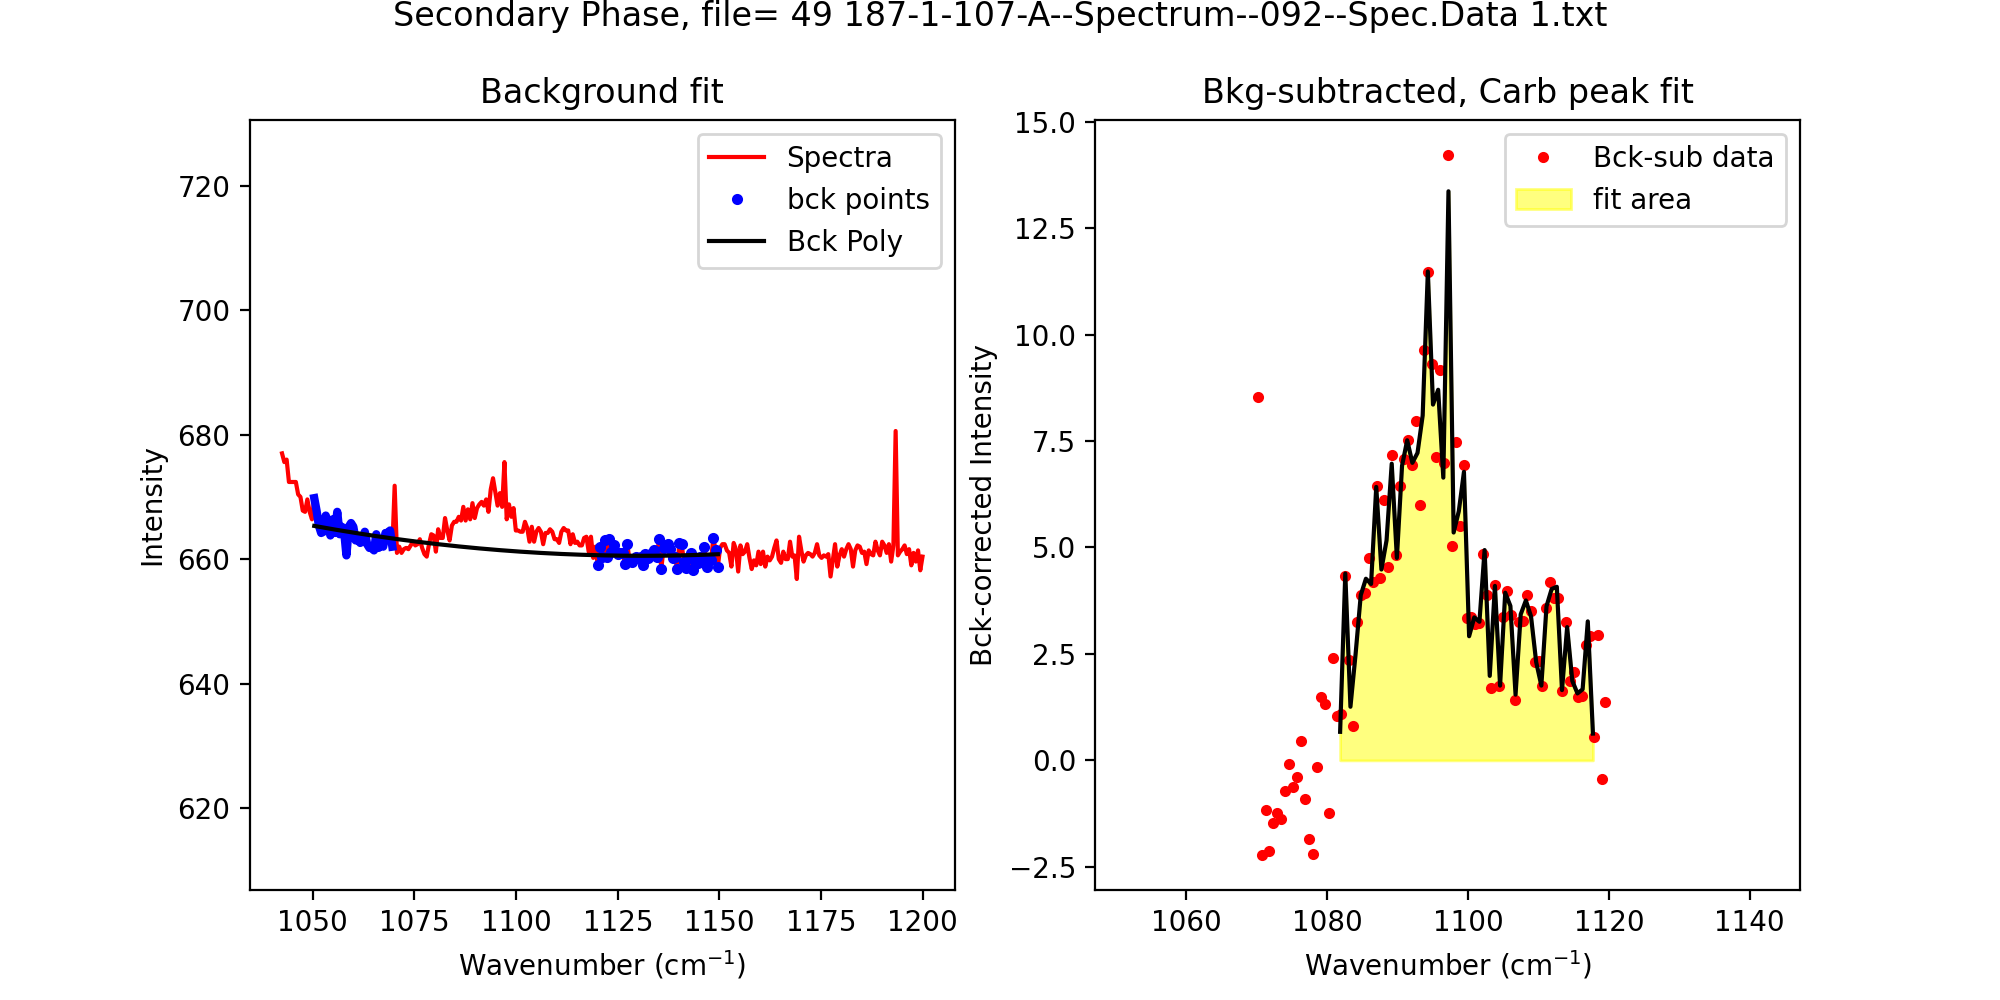 Secondary Phase, file= 49 187-1-107-A--Spectrum--092--Spec.Data 1.txt
Background fit
Spectra
bck points
Bck Poly
Intensity
720
700
680
660
640
620
1050 1075 1100 1125 1150 1175 1200
Wavenumber (cm⁻¹)
Bkg-subtracted, Carb peak fit
Bck-sub data
fit area
Bck-corrected Intensity
15.0
12.5
10.0
7.5
5.0
2.5
0.0
−2.5
1060 1080 1100 1120 1140
Wavenumber (cm⁻¹)